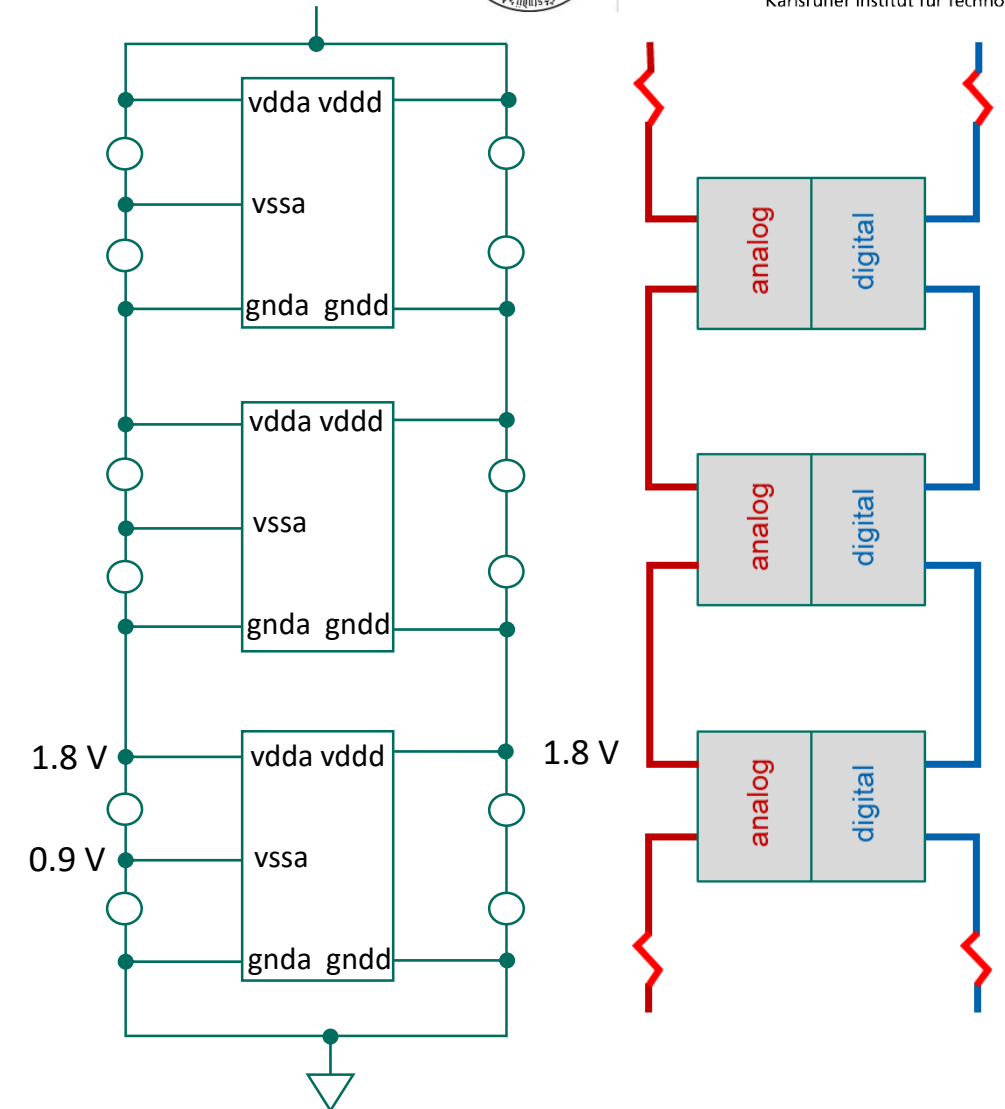 Karlsruher Institut für Techno
vdda vddd
vssa
gnda gndd
vdda vddd
vssa
gnda gndd
1.8 V
vdda vddd
0.9 V
vssa
gnda gndd
1.8 V
analog
digital
analog
digital
analog
digital